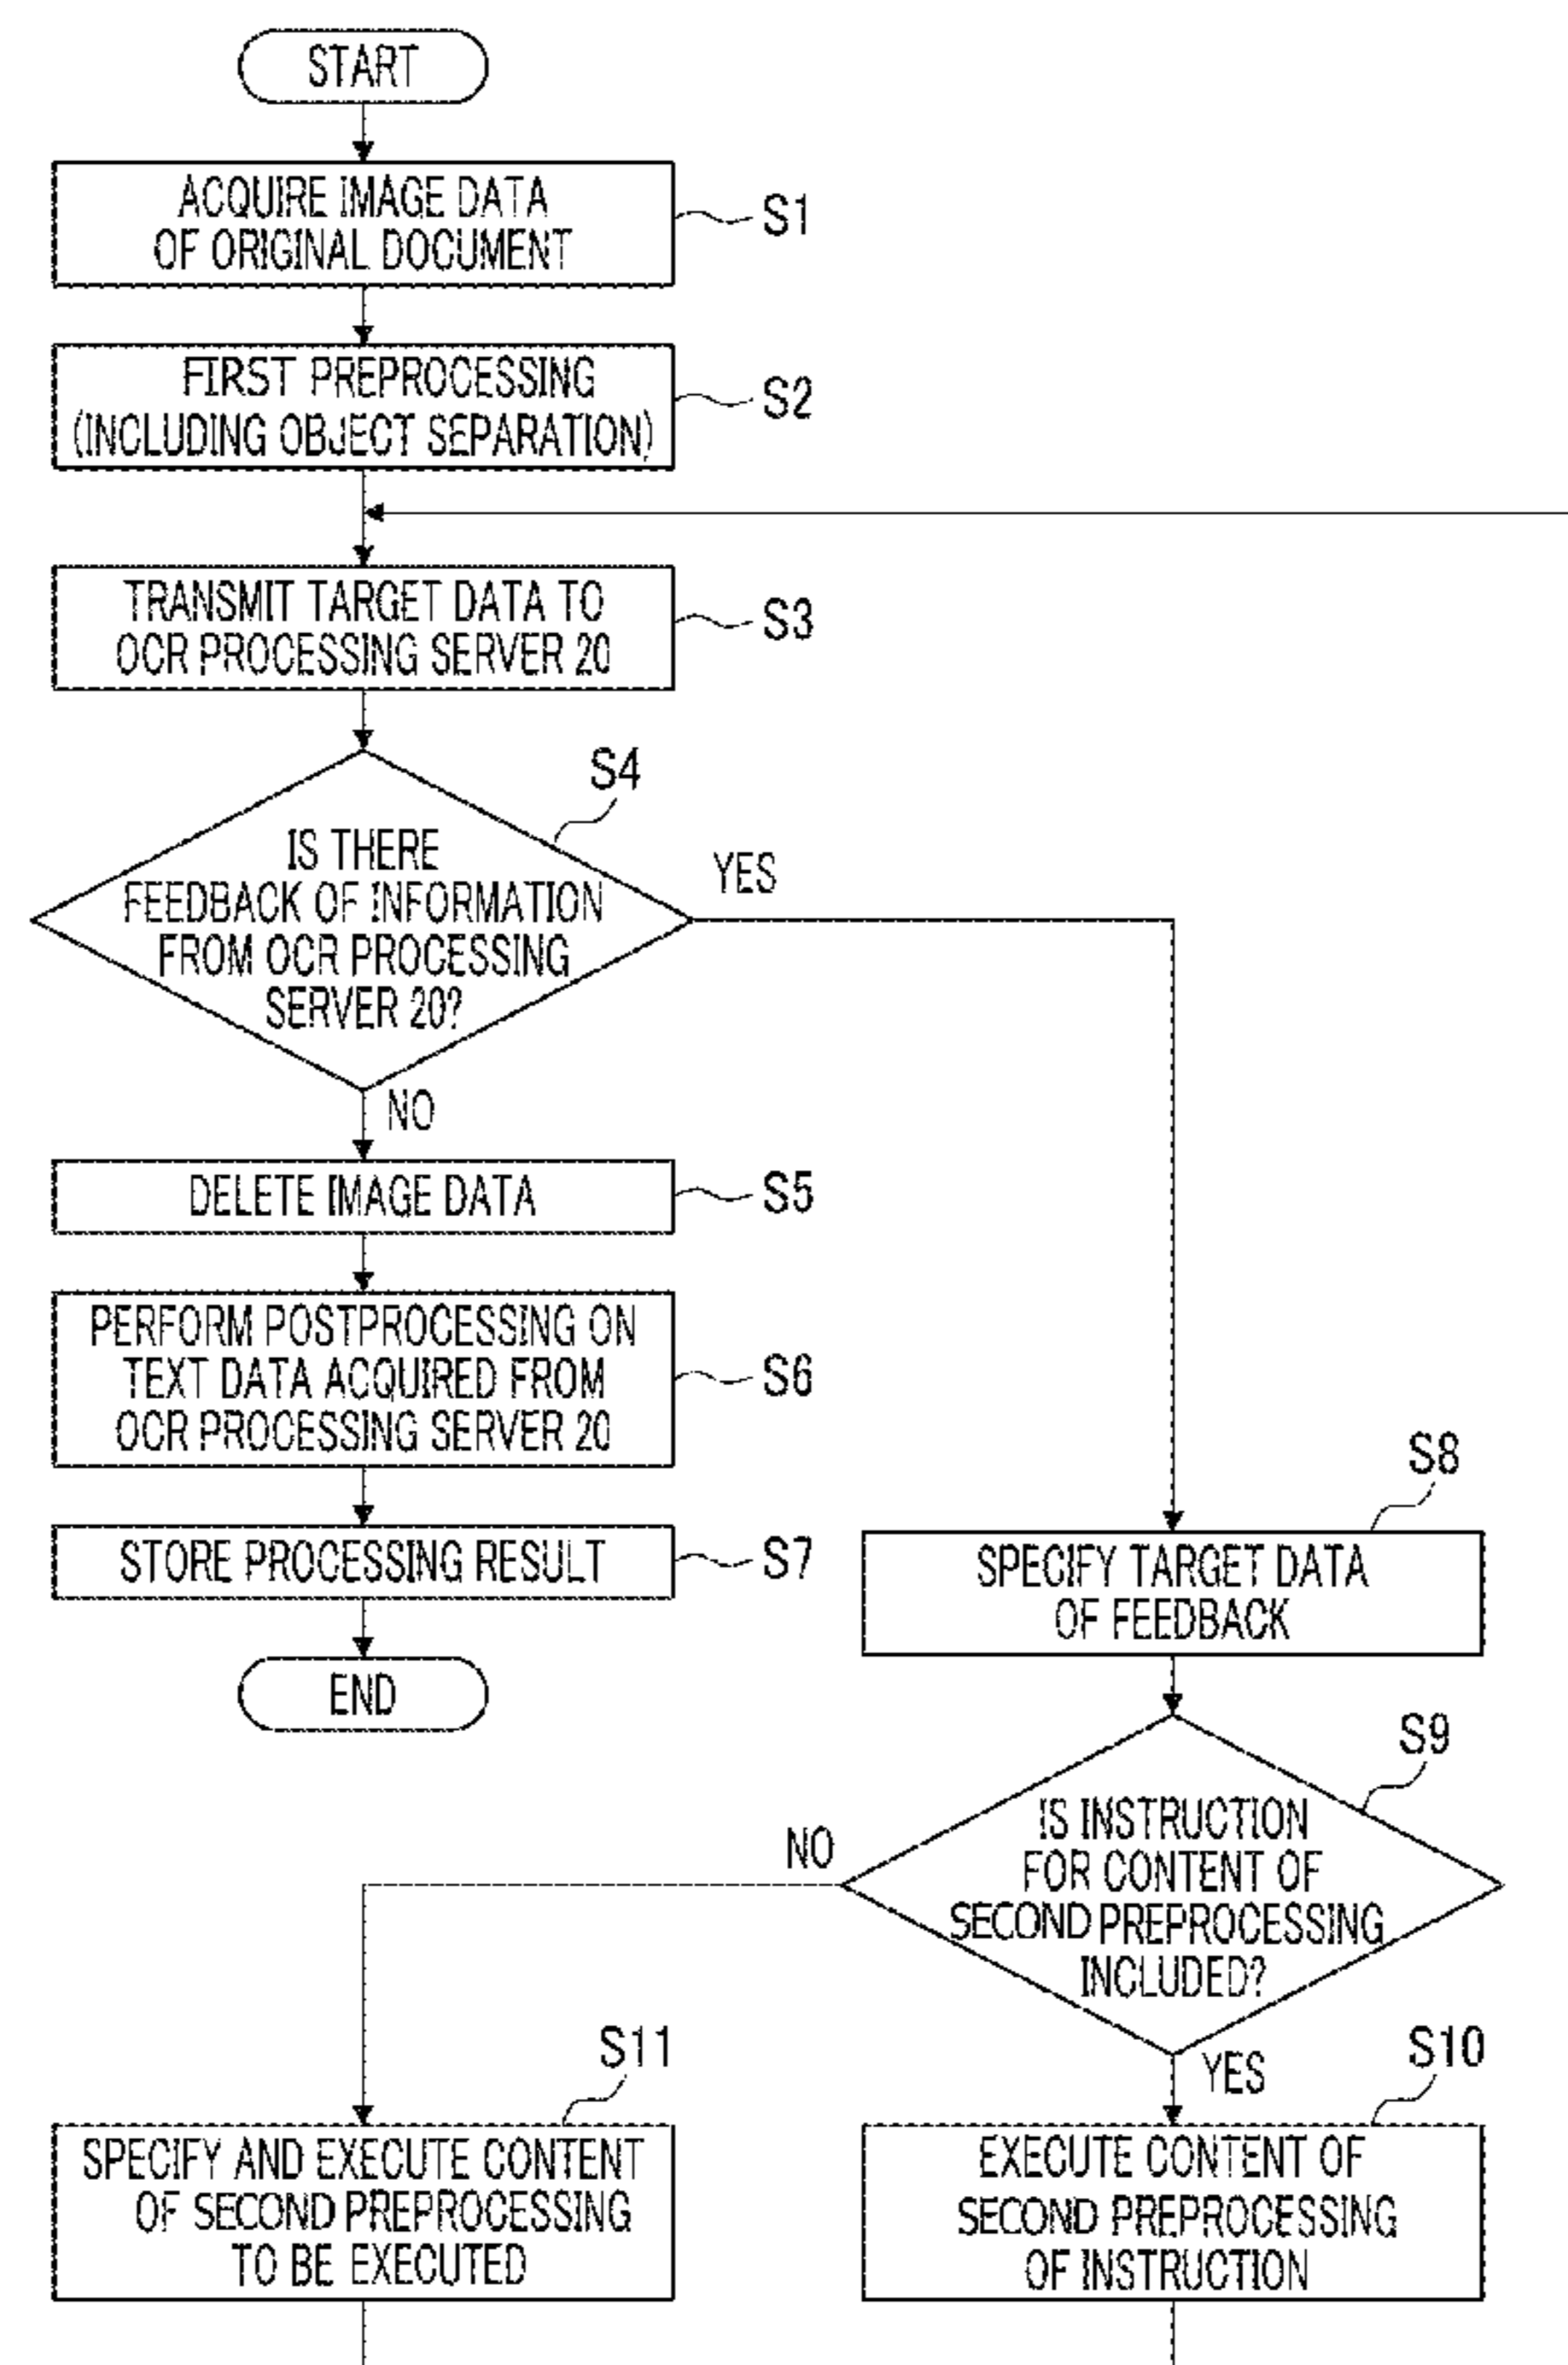 START
ACQUIRE IMAGE DATA
OF ORIGINAL DOCUMENT
S1
FIRST PREPROCESSING
(INCLUDING OBJECT SEPARATION)
S2
TRANSMIT TARGET DATA TO
OCR PROCESSING SERVER 20
S3
S4
IS THERE
FEEDBACK OF INFORMATION
FROM OCR PROCESSING
SERVER 20?
YES
NO
DELETE IMAGE DATA
S5
PERFORM POSTPROCESSING ON
TEXT DATA ACQUIRED FROM
OCR PROCESSING SERVER 20
S6
STORE PROCESSING RESULT
S7
END
S8
SPECIFY TARGET DATA
OF FEEDBACK
S9
IS INSTRUCTION
FOR CONTENT OF
SECOND PREPROCESSING
INCLUDED?
NO
YES
S11
SPECIFY AND EXECUTE CONTENT
OF SECOND PREPROCESSING
TO BE EXECUTED
S10
EXECUTE CONTENT OF
SECOND PREPROCESSING
OF INSTRUCTION